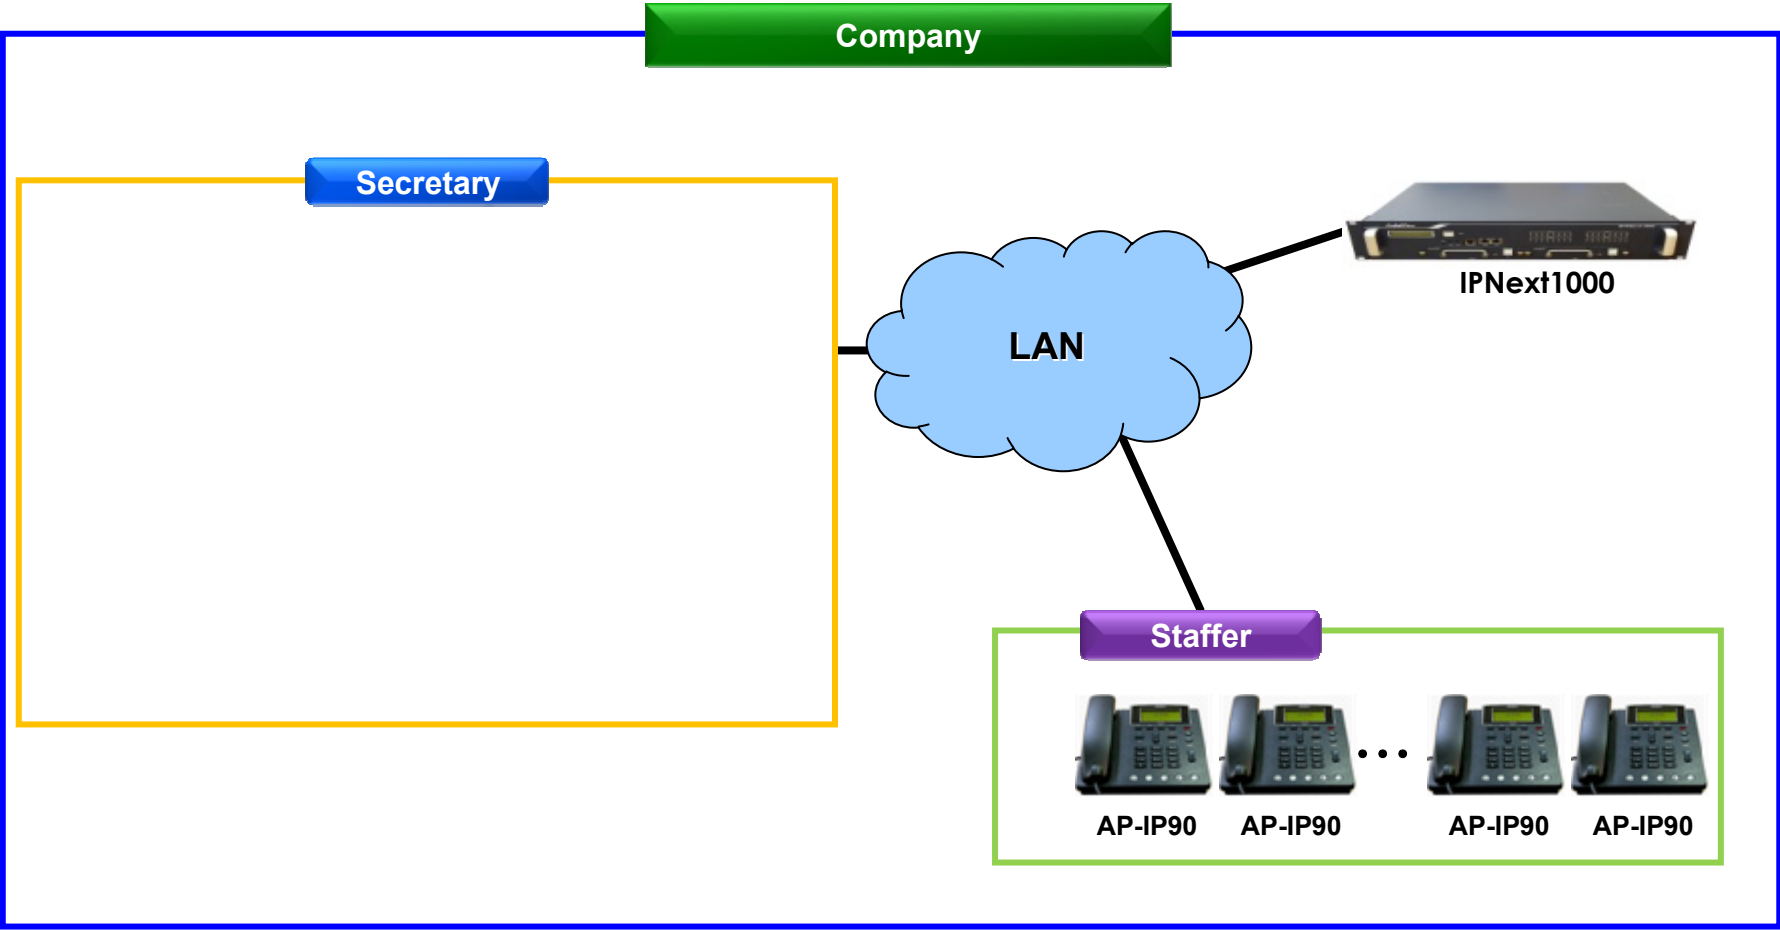 Company
Secretary
IPNext1000
LAN
Staffer
...
AP-IP90 AP-IP90 AP-IP90 AP-IP90